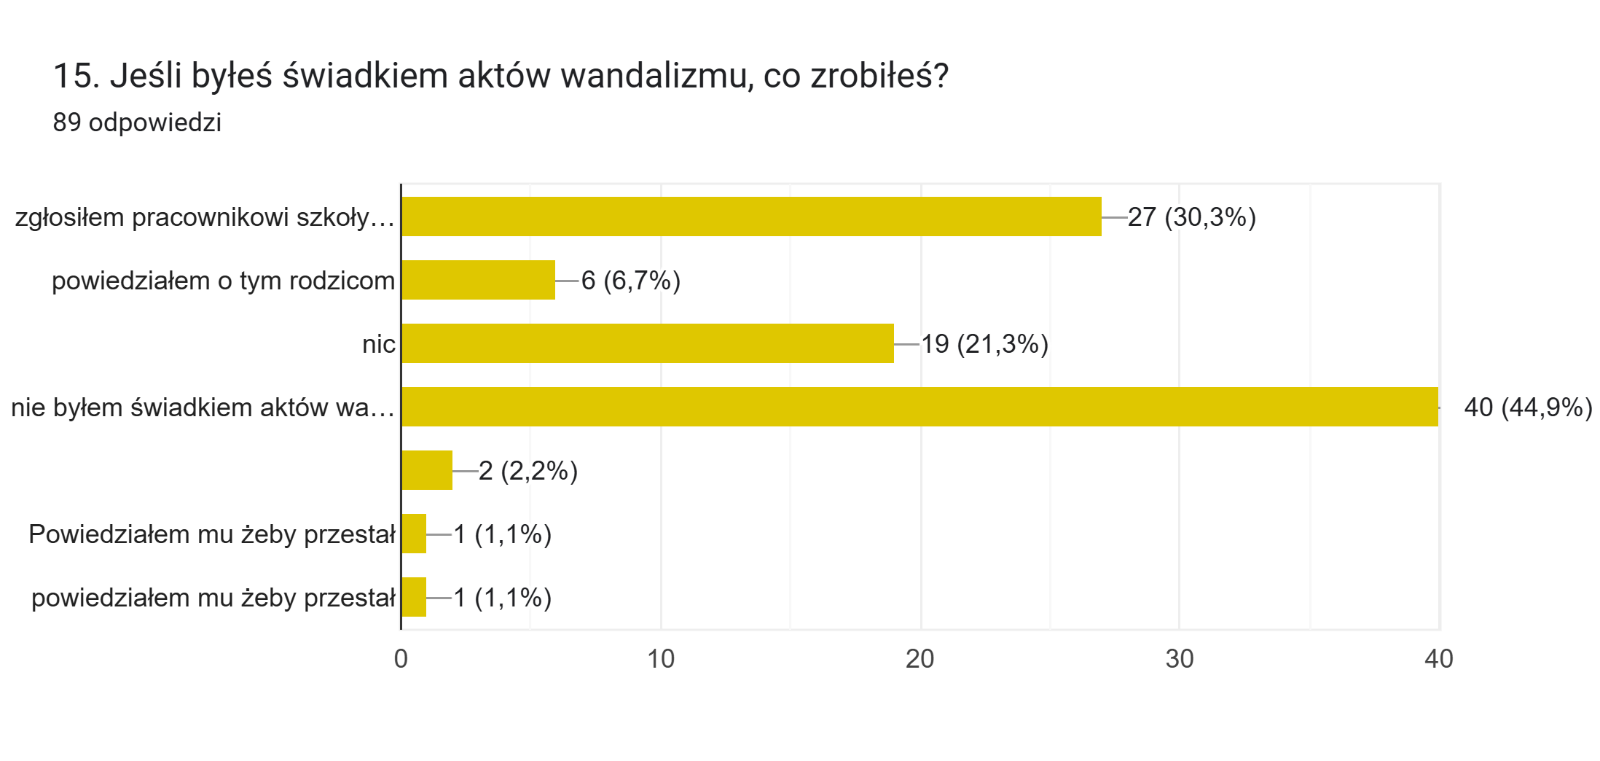 15. Jeśli byłeś świadkiem aktów wandalizmu, co zrobiłeś?
89 odpowiedzi
zgłosiłem pracownikowi szkoły…
27 (30,3%)
powiedziałem o tym rodzicom
6 (6,7%)
nic
19 (21,3%)
nie byłem świadkiem aktów wa…
40 (44,9%)
2 (2,2%)
Powiedziałem mu żeby przestał
1 (1,1%)
powiedziałem mu żeby przestał
1 (1,1%)
0 10 20 30 40